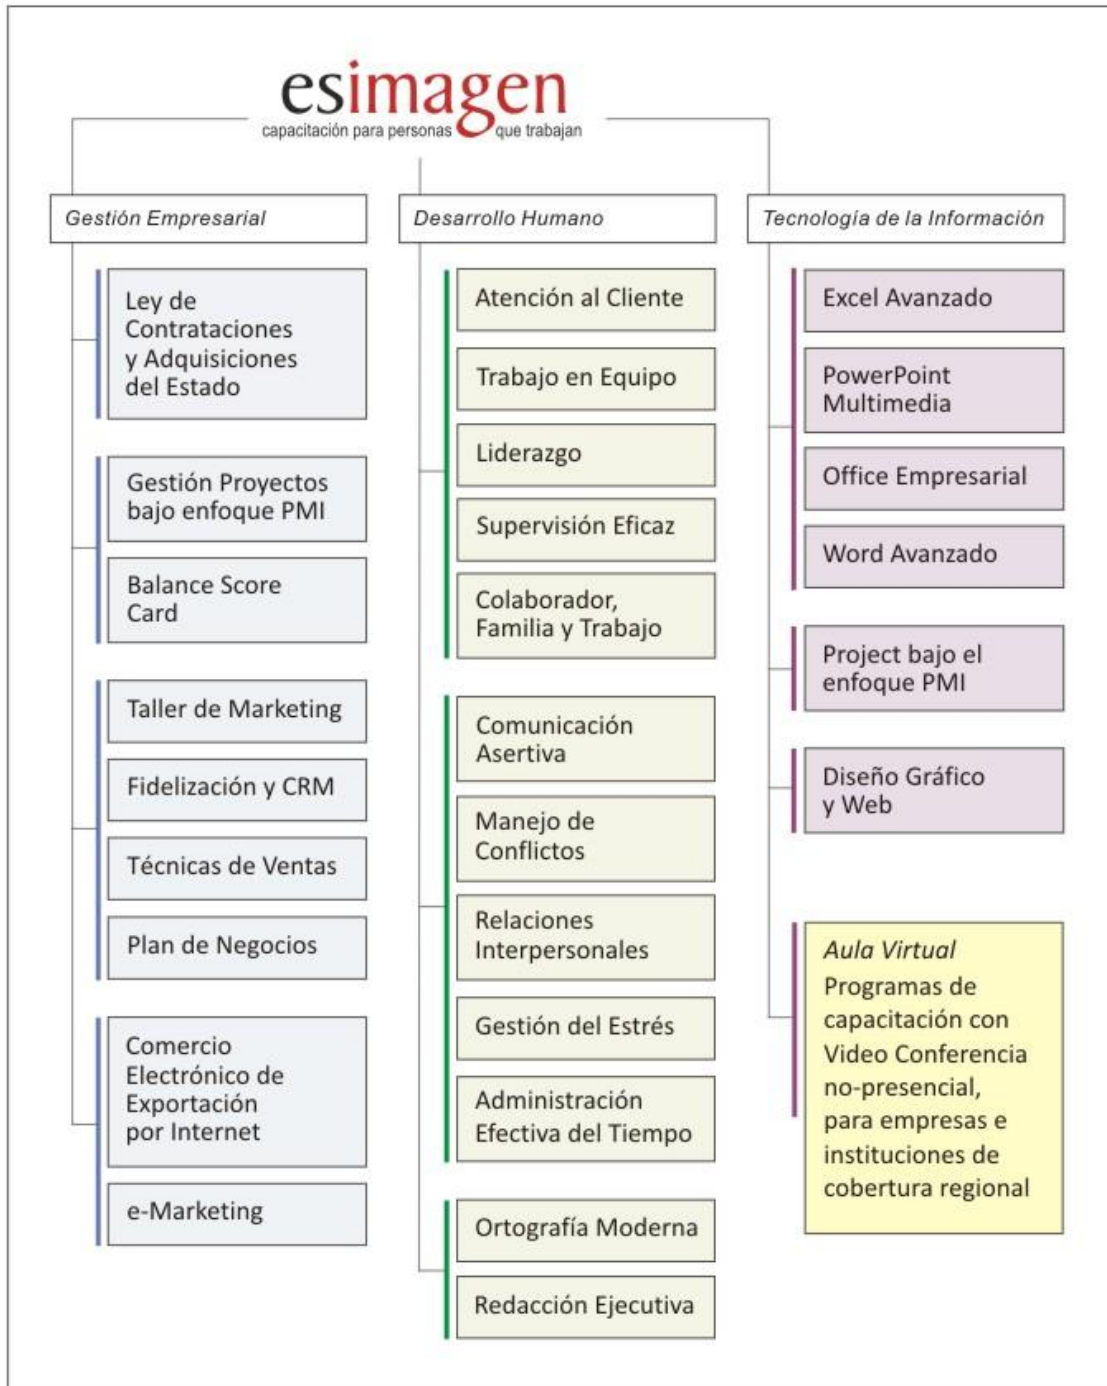 esimagen
capacitación para personas que trabajan
Gestión Empresarial
Ley de
Contrataciones
y Adquisiciones
del Estado
Gestión Proyectos
bajo enfoque PMI
Balance Score
Card
Taller de Marketing
Fidelización y CRM
Técnicas de Ventas
Plan de Negocios
Comercio
Electrónico de
Exportación
por Internet
e-Marketing
Desarrollo Humano
Atención al Cliente
Trabajo en Equipo
Liderazgo
Supervisión Eficaz
Colaborador,
Familia y Trabajo
Comunicación
Asertiva
Manejo de
Conflictos
Relaciones
Interpersonales
Gestión del Estrés
Administración
Efectiva del Tiempo
Ortografía Moderna
Redacción Ejecutiva
Tecnología de la Información
Excel Avanzado
PowerPoint
Multimedia
Office Empresarial
Word Avanzado
Project bajo el
enfoque PMI
Diseño Gráfico
y Web
Aula Virtual
Programas de
capacitación con
Video Conferencia
no-presencial,
para empresas e
instituciones de
cobertura regional